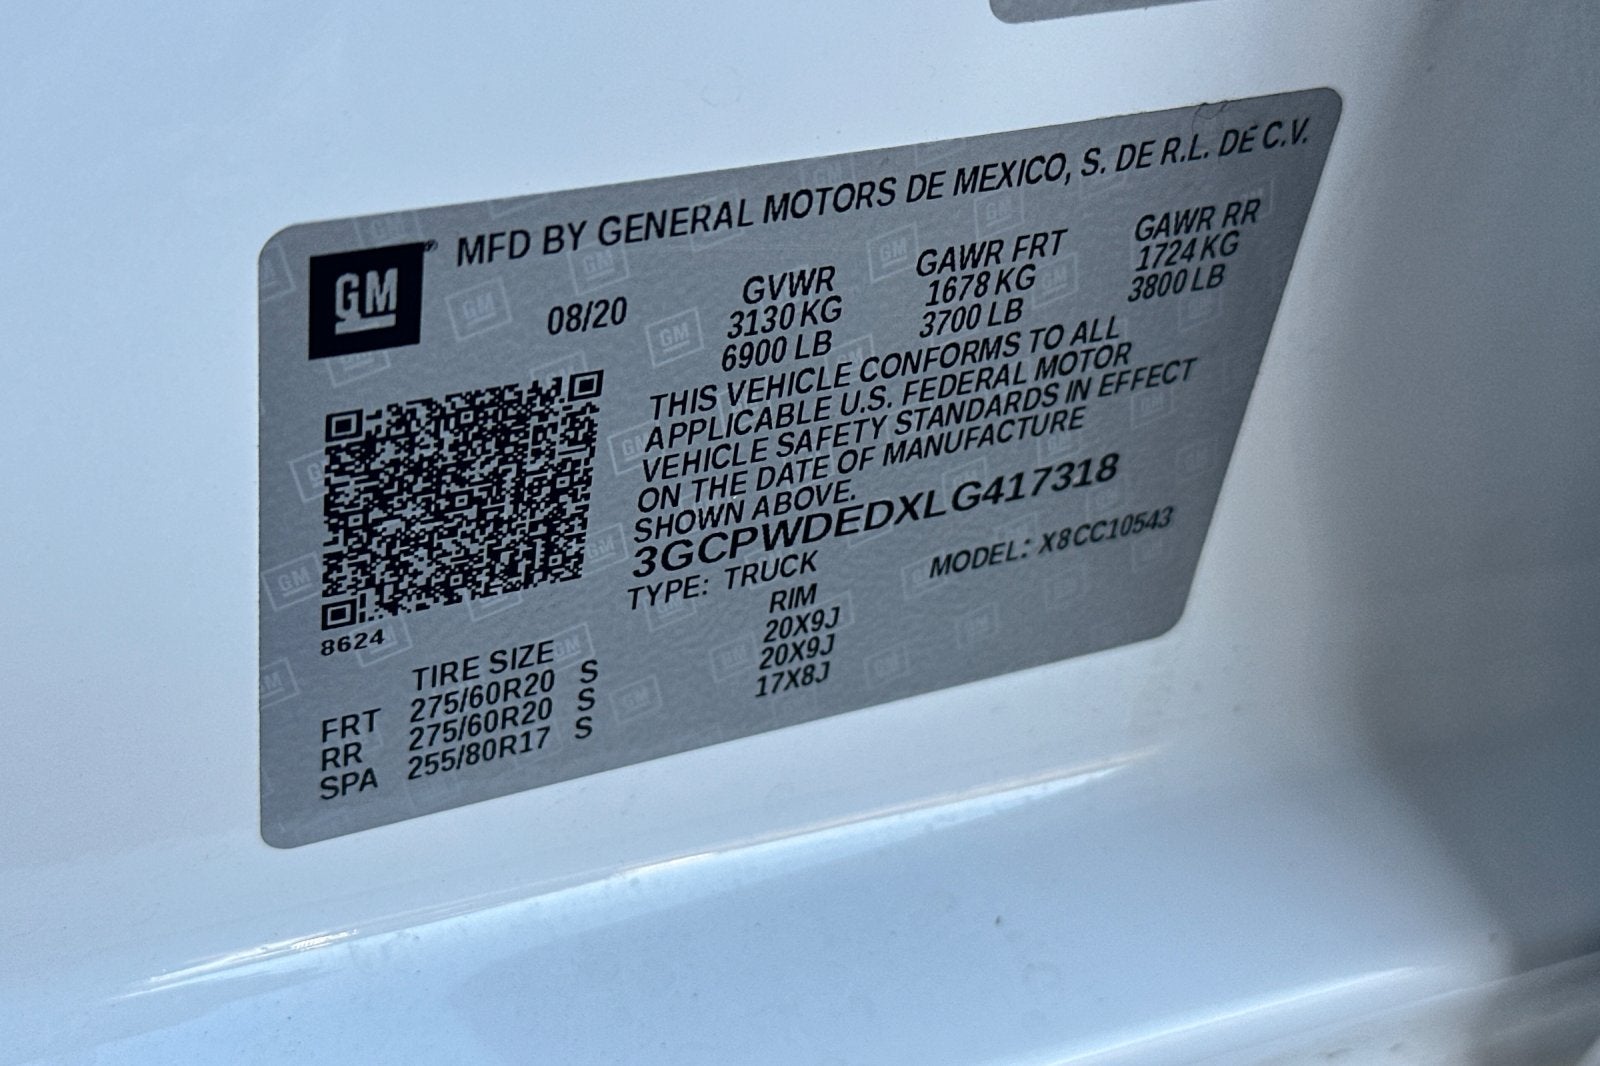 GM
MFD BY GENERAL MOTORS DE MEXICO, S. DE R.L. DE C.V.
08/20
GVWR GAWR FRT GAWR RR
3130 KG 1678 KG 1724 KG
6900 LB 3700 LB 3800 LB
THIS VEHICLE CONFORMS TO ALL
APPLICABLE U.S. FEDERAL MOTOR
VEHICLE SAFETY STANDARDS IN EFFECT
ON THE DATE OF MANUFACTURE
SHOWN ABOVE.
3GCPWDEDXLG417318
TYPE: TRUCK MODEL: X8CC10543
8624
TIRE SIZE RIM
FRT 275/60R20 S 20X9J
RR 275/60R20 S 20X9J
SPA 255/80R17 S 17X8J